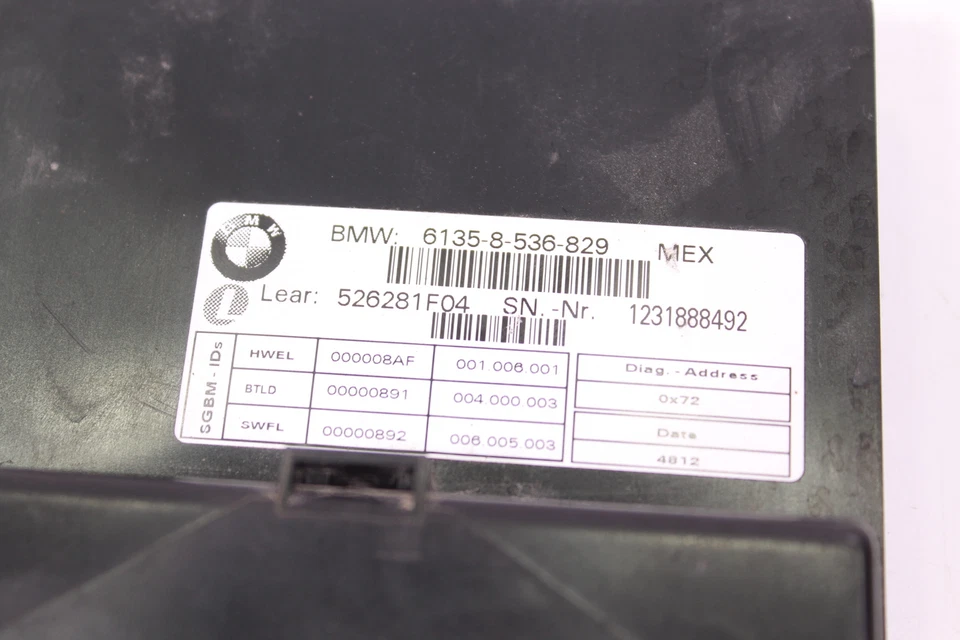 BMW
BMW: 6135-8-536-829 MEX
Lear: 526281F04 SN.-Nr. 1231888492
SGBM-IDs
HWEL 000008AF 001.006.001
BTLD 00000891 004.000.003
SWFL 00000892 006.005.003
Diag.-Address
0x72
Date
4812